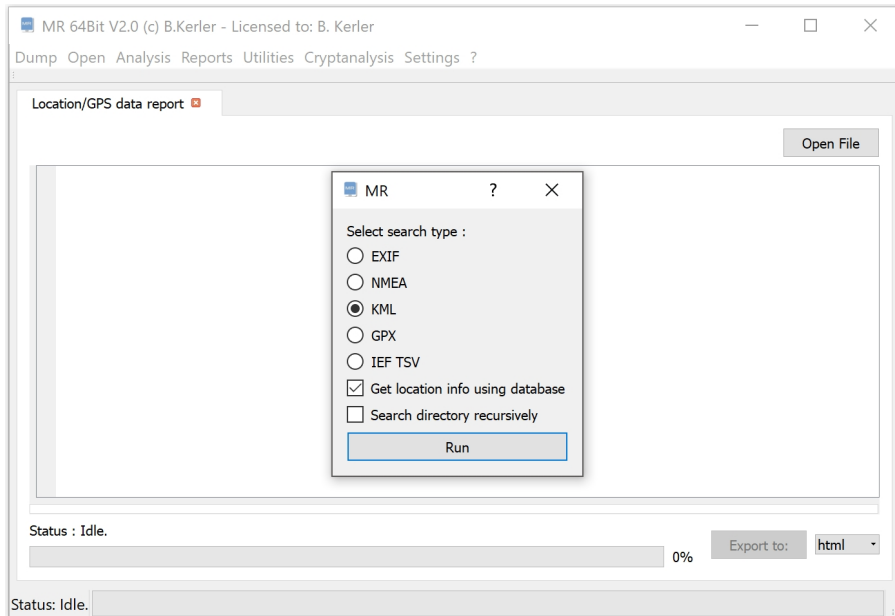 MR 64Bit V2.0 (c) B.Kerler - Licensed to: B. Kerler
Dump Open Analysis Reports Utilities Cryptanalysis Settings ?
Location/GPS data report
Open File
MR ?
Select search type :
EXIF
NMEA
KML
GPX
IEF TSV
Get location info using database
Search directory recursively
Run
Status : Idle.
0%
Export to: html
Status: Idle.